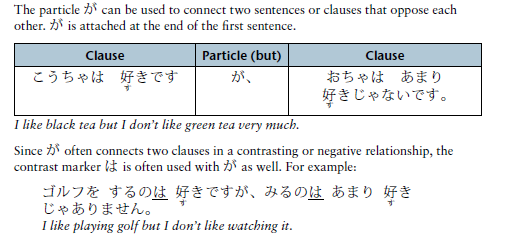 The particle が can be used to connect two sentences or clauses that oppose each
other. が is attached at the end of the first sentence.
Clause Particle (but) Clause
こうちゃは 好きです が、 おちゃは あまり
す 好きじゃないです。
す
I like black tea but I don't like green tea very much.
Since が often connects two clauses in a contrasting or negative relationship, the
contrast marker は is often used with が as well. For example:
ゴルフを するのは 好きですが、みるのは あまり 好き
す す
じゃありません。
I like playing golf but I don't like watching it.